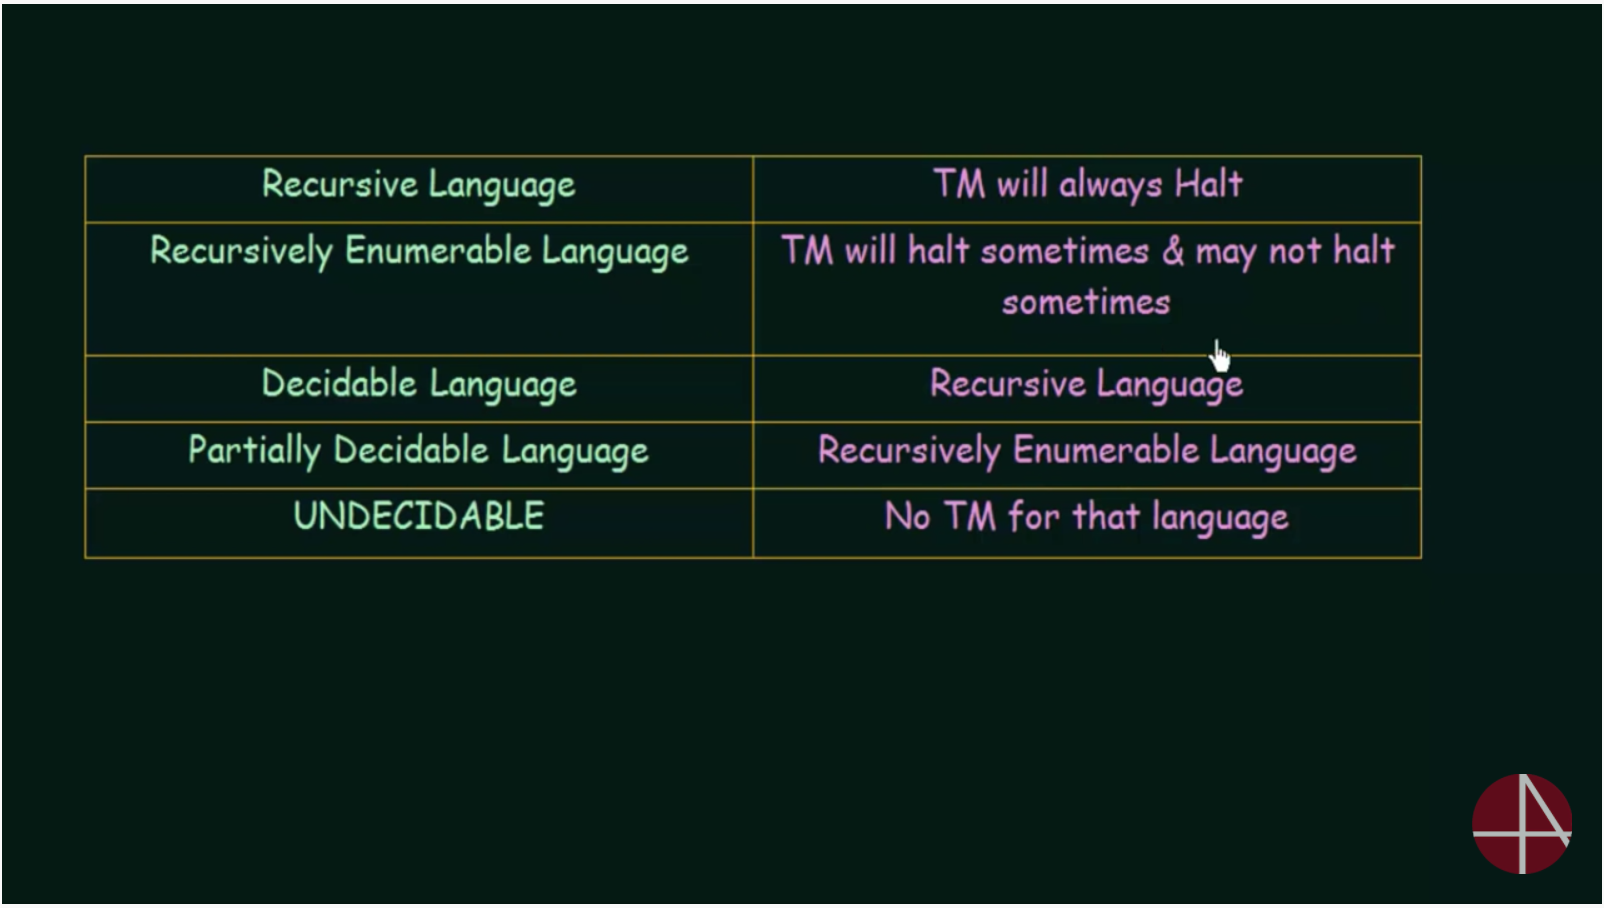 Recursive Language
TM will always Halt
Recursively Enumerable Language
TM will halt sometimes & may not halt
sometimes
Decidable Language
Recursive Language
Partially Decidable Language
Recursively Enumerable Language
UNDECIDABLE
No TM for that language